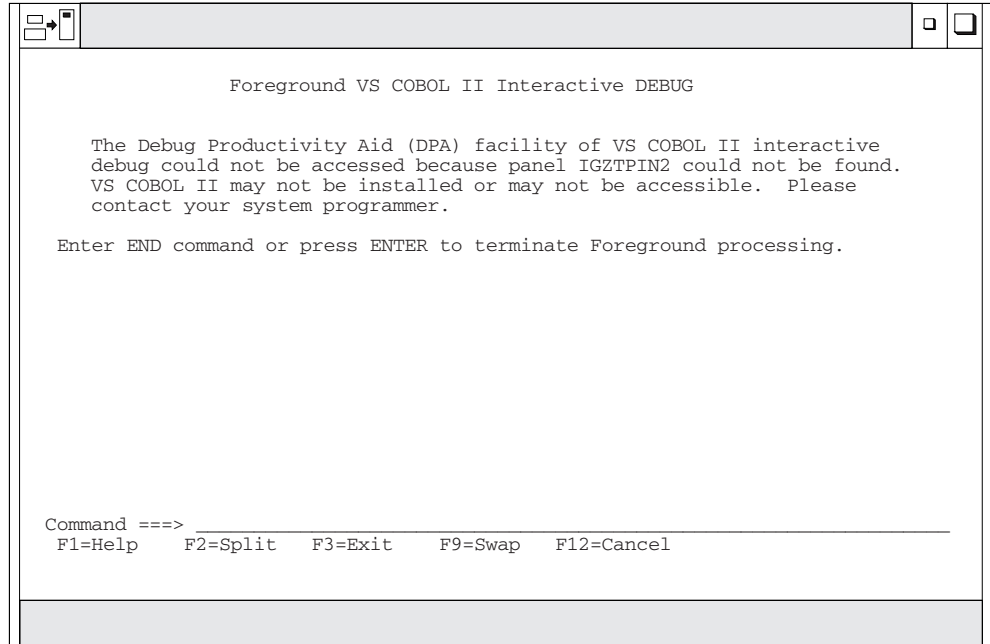 Foreground VS COBOL II Interactive DEBUG
The Debug Productivity Aid (DPA) facility of VS COBOL II interactive
debug could not be accessed because panel IGZTPIN2 could not be found.
VS COBOL II may not be installed or may not be accessible.  Please
contact your system programmer.
Enter END command or press ENTER to terminate Foreground processing.
Command ===> ________________________________________________________________
F1=Help    F2=Split   F3=Exit    F9=Swap   F12=Cancel